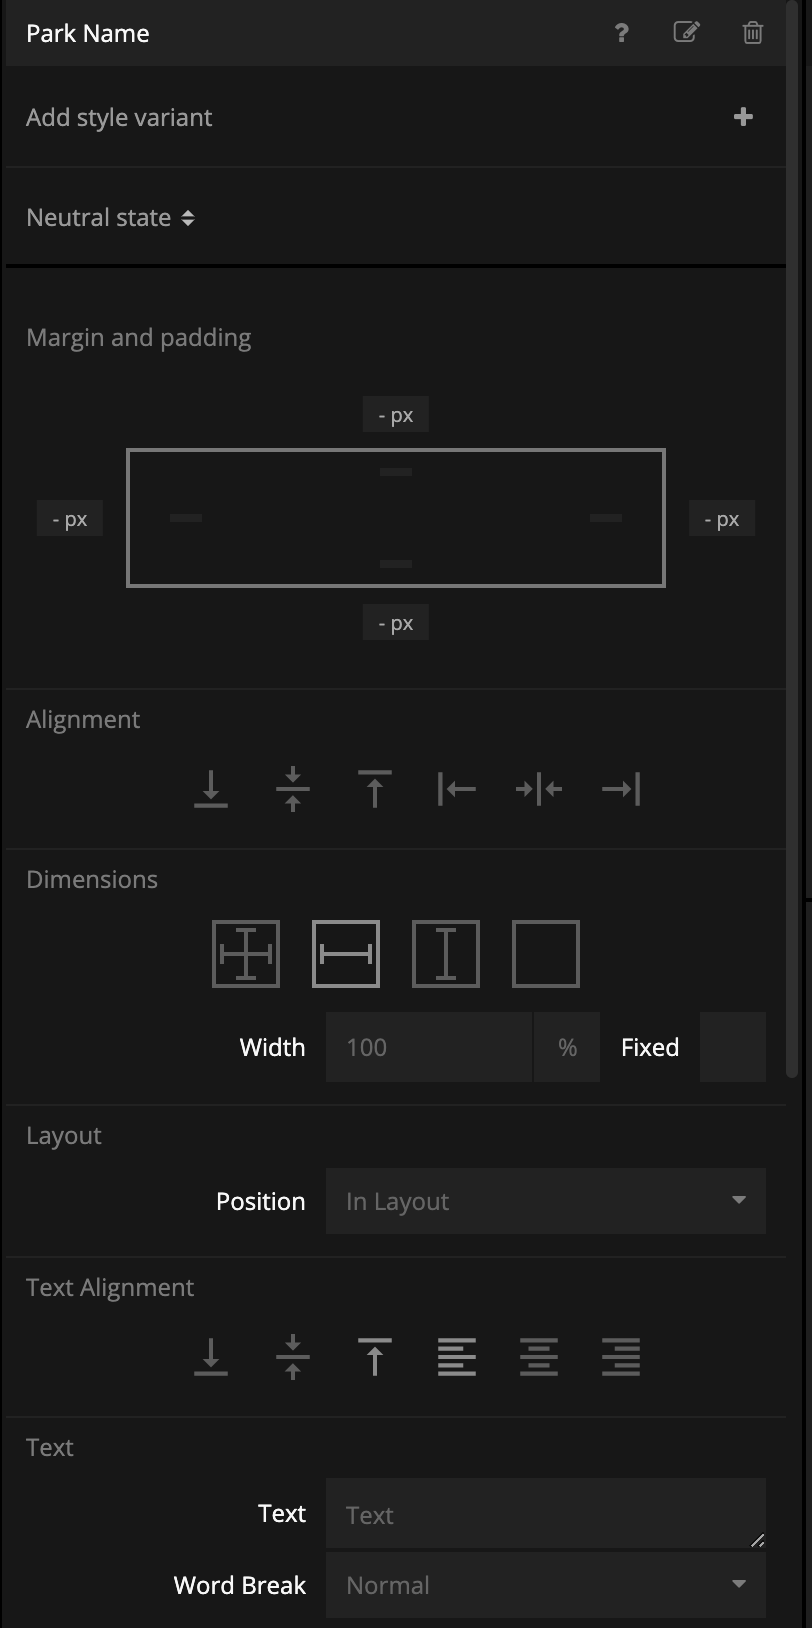 Park Name ?
Add style variant
Neutral state
Margin and padding
- px
- px - px
- px
Alignment
Dimensions
Width 100 % Fixed
Layout
Position In Layout
Text Alignment
Text
Text Text
Word Break Normal